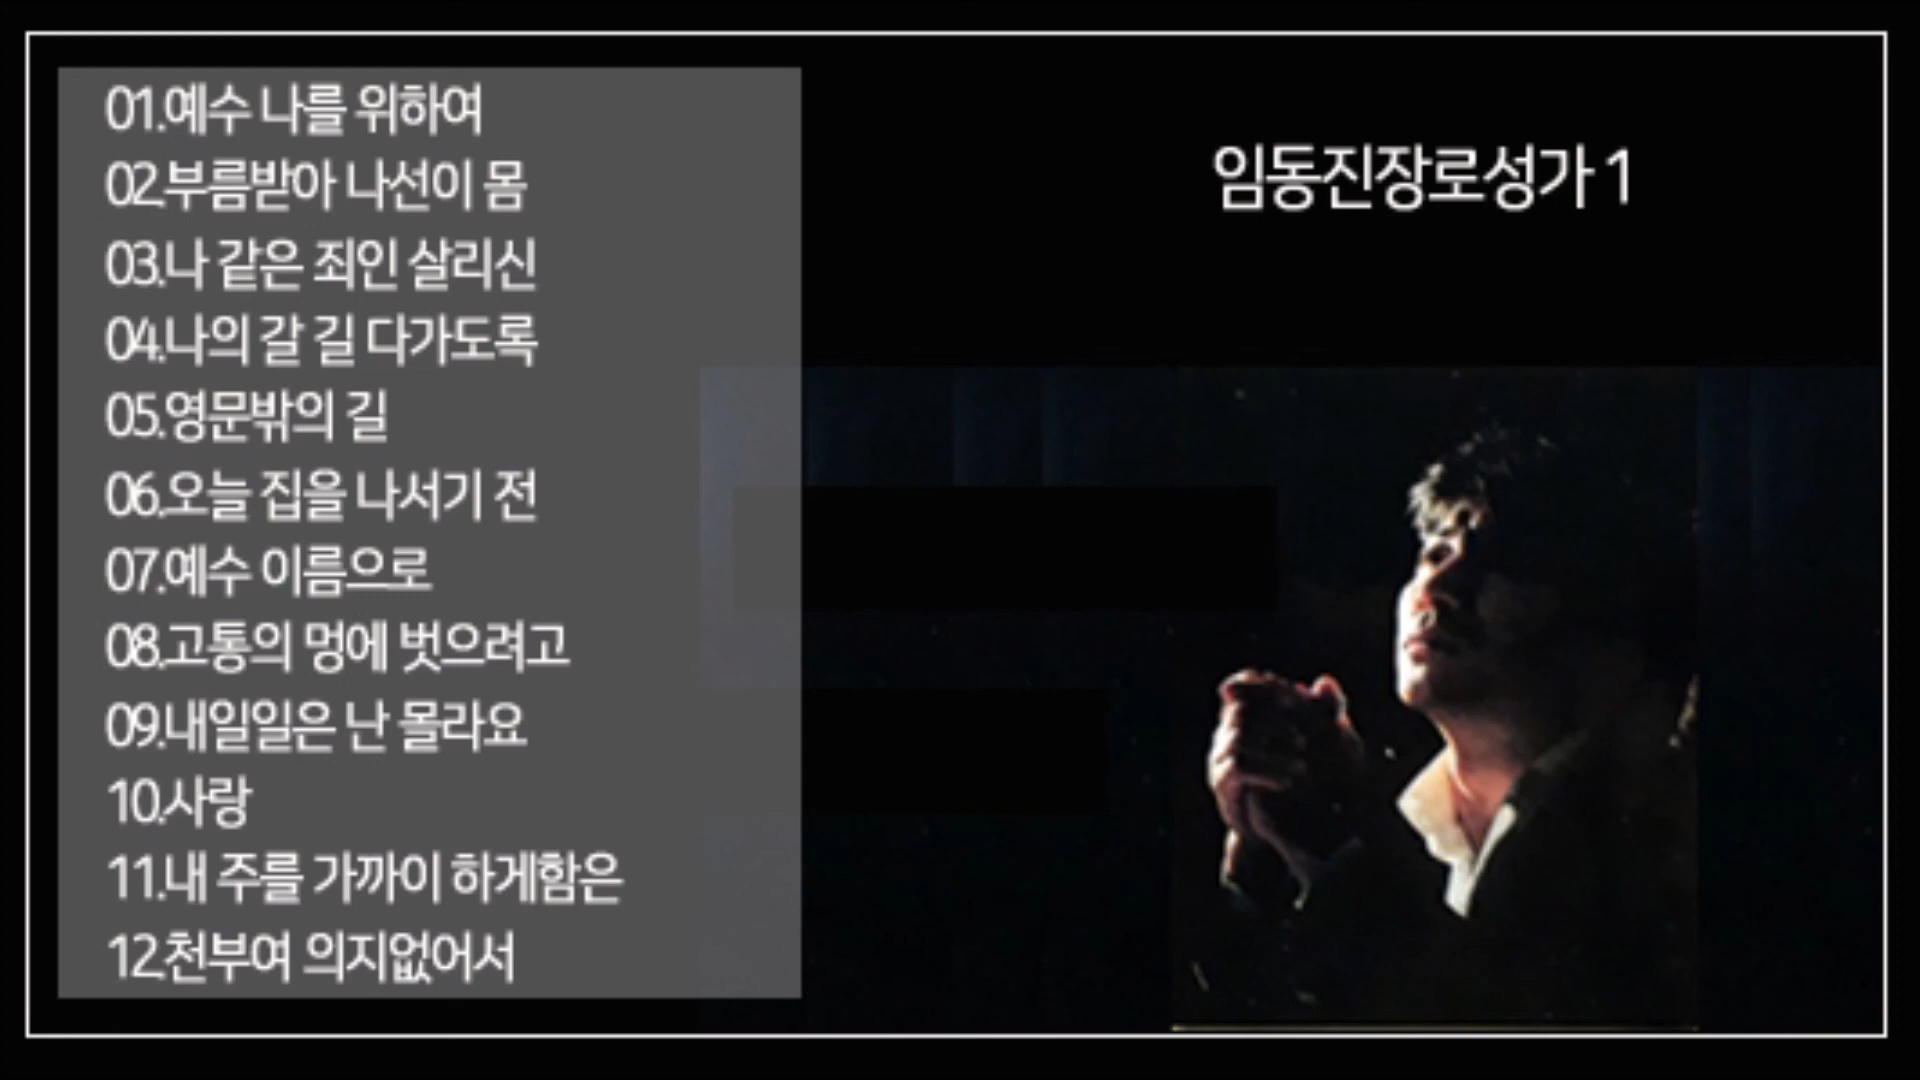 01.예수 나를 위하여
02.부름받아 나선이 몸
03.나 같은 죄인 살리신
04.나의 갈 길 다가도록
05.영문밖의 길
06.오늘 집을 나서기 전
07.예수 이름으로
08.고통의 멍에 벗으려고
09.내일일은 난 몰라요
10.사랑
11.내 주를 가까이 하게함은
12.천부여 의지없어서
임동진장로성가 1